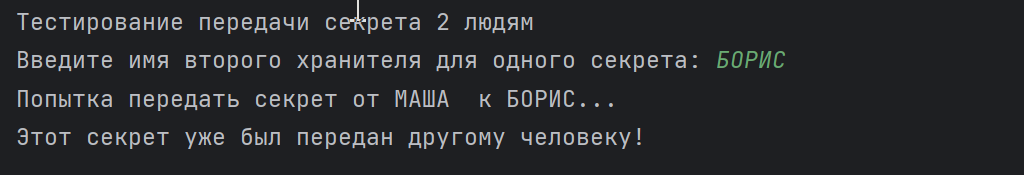 Тестирование передачи секрета 2 людям
Введите имя второго хранителя для одного секрета: БОРИС
Попытка передать секрет от МАША  к БОРИС...
Этот секрет уже был передан другому человеку!